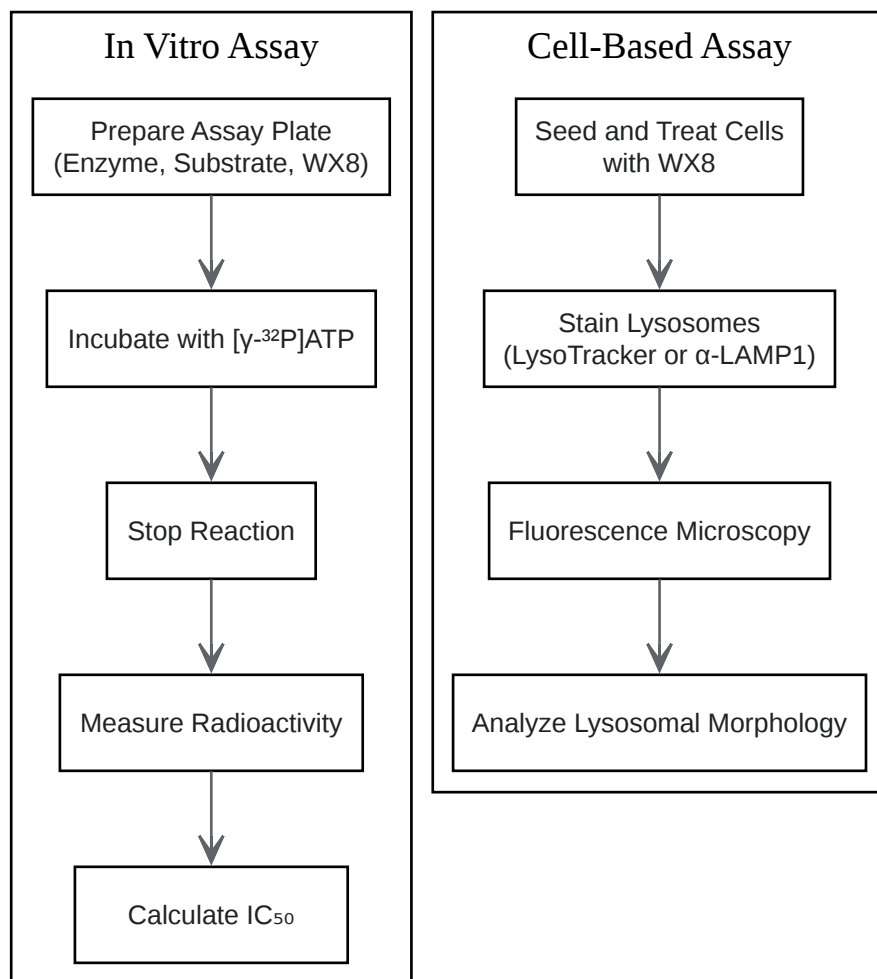 In Vitro Assay
Prepare Assay Plate
(Enzyme, Substrate, WX8)
Incubate with [γ-³²P]ATP
Stop Reaction
Measure Radioactivity
Calculate IC₅₀
Cell-Based Assay
Seed and Treat Cells
with WX8
Stain Lysosomes
(LysoTracker or α-LAMP1)
Fluorescence Microscopy
Analyze Lysosomal Morphology